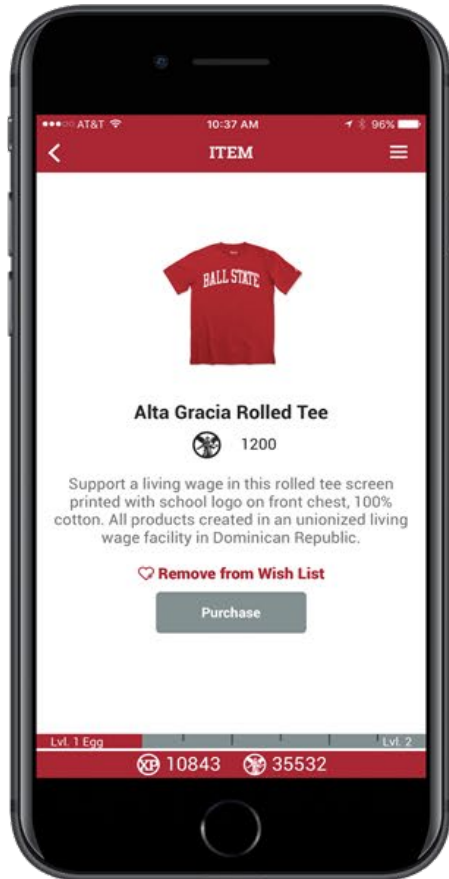 AT&T 10:37 AM 96%
ITEM
BALL STATE
Alta Gracia Rolled Tee
1200
Support a living wage in this rolled tee screen
printed with school logo on front chest, 100%
cotton. All products created in an unionized living
wage facility in Dominican Republic.
Remove from Wish List
Purchase
Lvl. 1 Egg Lvl. 2
XP 10843 35532